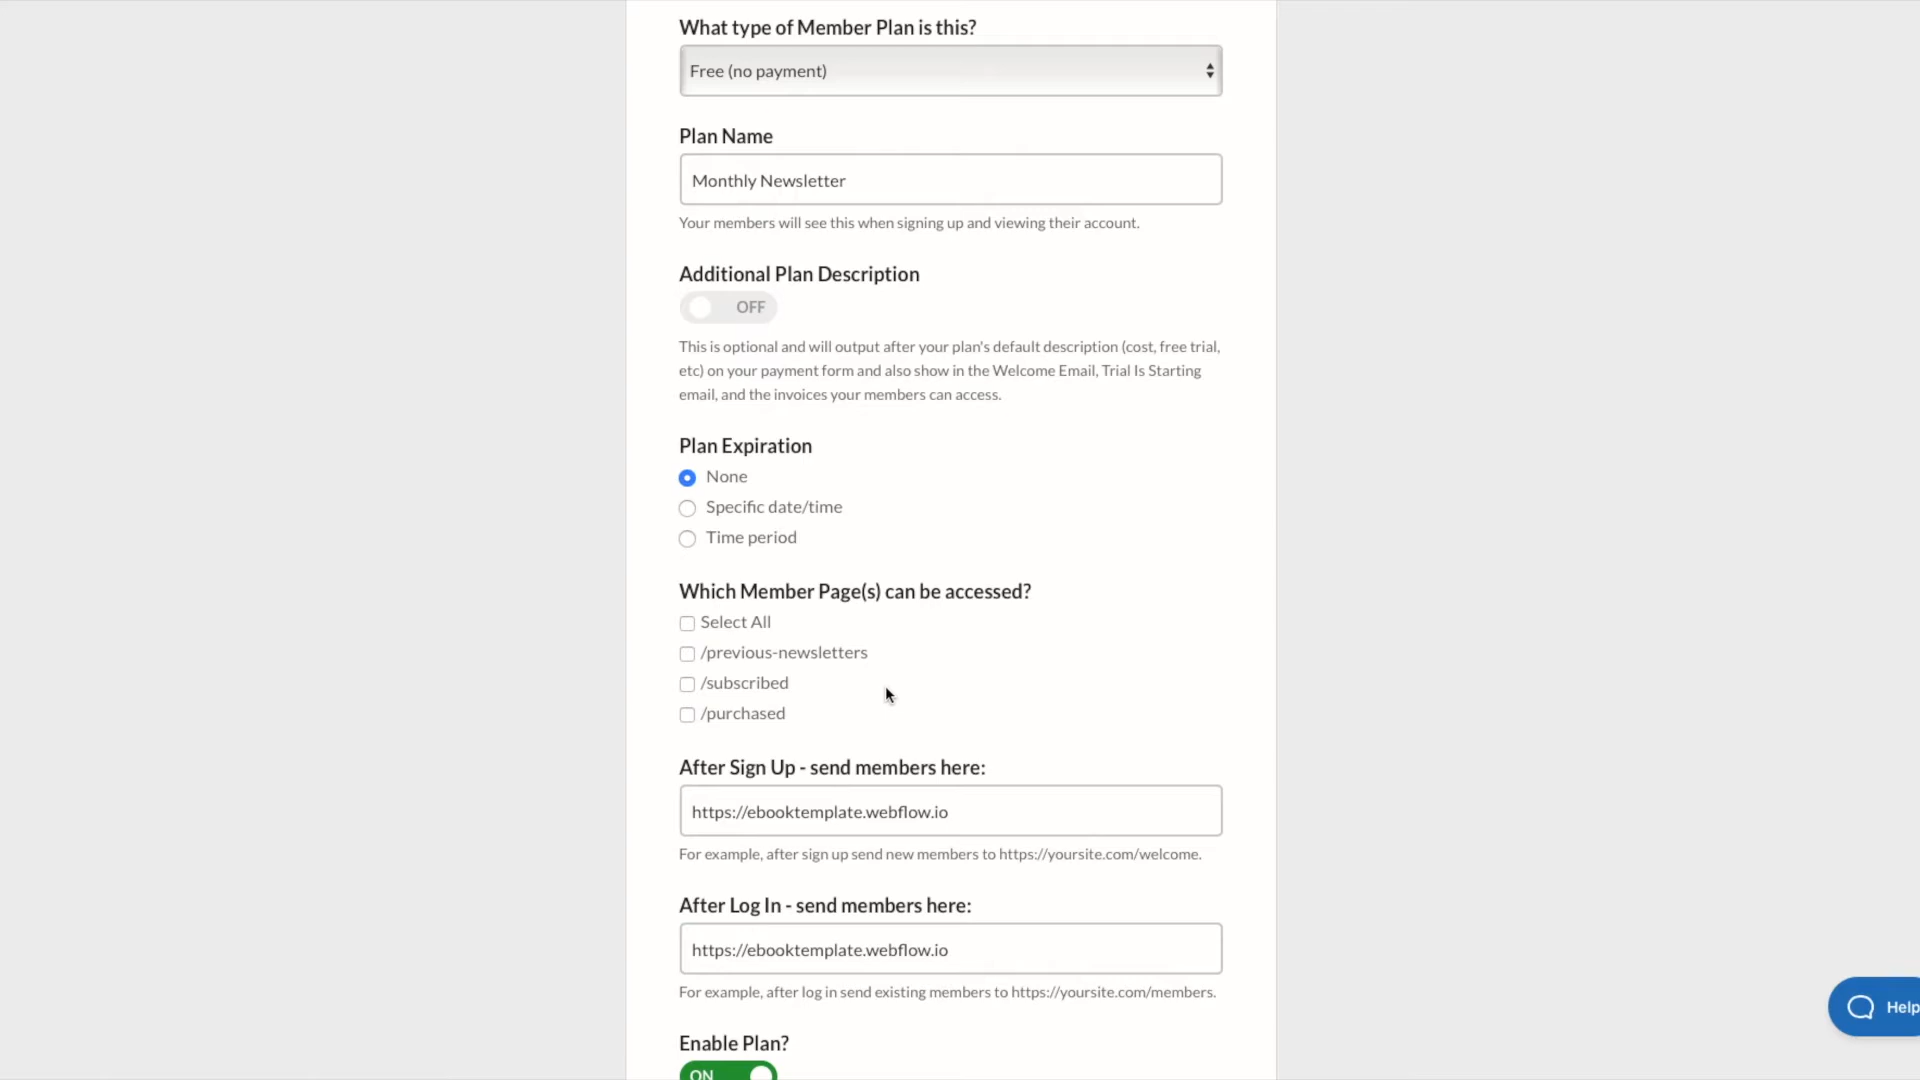 What type of Member Plan is this?
Free (no payment)
Plan Name
Monthly Newsletter
Your members will see this when signing up and viewing their account.
Additional Plan Description
OFF
This is optional and will output after your plan's default description (cost, free trial,
etc) on your payment form and also show in the Welcome Email, Trial Is Starting
email, and the invoices your members can access.
Plan Expiration
None
Specific date/time
Time period
Which Member Page(s) can be accessed?
Select All
/previous-newsletters
/subscribed
/purchased
After Sign Up - send members here:
https://ebooktemplate.webflow.io
For example, after sign up send new members to https://yoursite.com/welcome.
After Log In - send members here:
https://ebooktemplate.webflow.io
For example, after log in send existing members to https://yoursite.com/members.
Help
Enable Plan?
ON